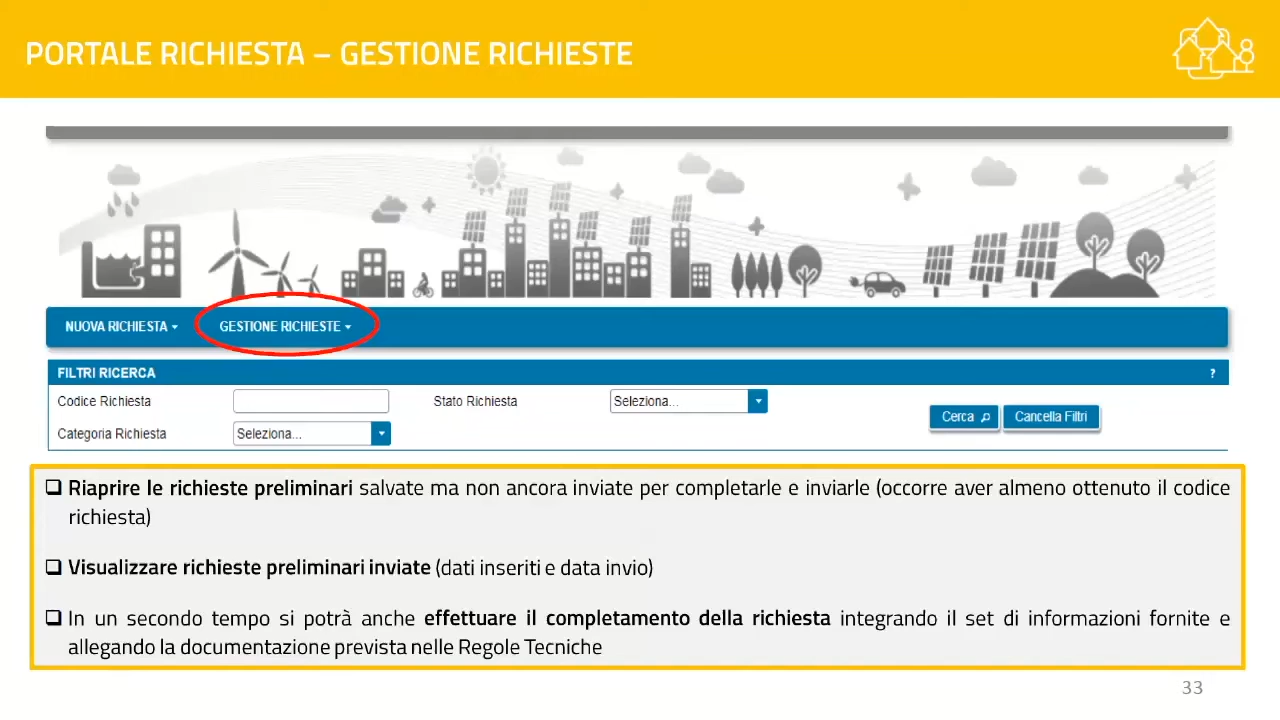 PORTALE RICHIESTA – GESTIONE RICHIESTE
NUOVA RICHIESTA GESTIONE RICHIESTE
FILTRI RICERCA ?
Codice Richiesta Stato Richiesta Seleziona...
Categoria Richiesta Seleziona... Cerca Cancella Filtri
Riaprire le richieste preliminari salvate ma non ancora inviate per completarle e inviarle (occorre aver almeno ottenuto il codice
richiesta)
Visualizzare richieste preliminari inviate (dati inseriti e data invio)
In un secondo tempo si potrà anche effettuare il completamento della richiesta integrando il set di informazioni fornite e
allegando la documentazione prevista nelle Regole Tecniche
33